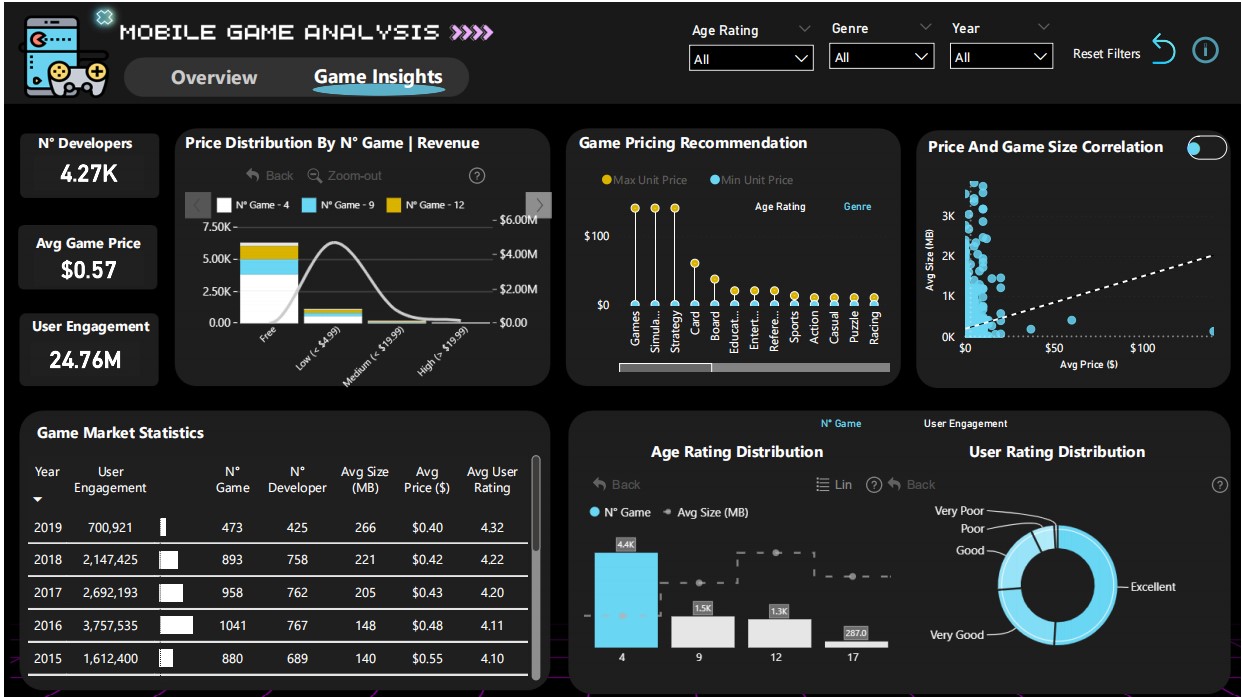 MOBILE GAME ANALYSIS
Overview
Game Insights
Age Rating
All
Genre
All
Year
All
Reset Filters
N° Developers
4.27K
Avg Game Price
$0.57
User Engagement
24.76M
Price Distribution By N° Game | Revenue
Back
Zoom-out
?
N° Game - 4
N° Game - 9
N° Game - 12
7.50K
5.00K
2.50K
0.00
$6.00M
$4.00M
$2.00M
$0.00
Free
Low (< $4.99)
Medium (< $19.99)
High (> $19.99)
Game Pricing Recommendation
Max Unit Price
Min Unit Price
Age Rating
Genre
$100
$0
Games
Simula...
Strategy
Card
Board
Educat...
Entert...
Refere...
Sports
Action
Casual
Puzzle
Racing
Price And Game Size Correlation
Avg Size (MB)
3K
2K
1K
0K
$0
$50
$100
Avg Price ($)
Game Market Statistics
Year User Engagement N° Game N° Developer Avg Size (MB) Avg Price ($) Avg User Rating
2019 700,921 473 425 266 $0.40 4.32
2018 2,147,425 893 758 221 $0.42 4.22
2017 2,692,193 958 762 205 $0.43 4.20
2016 3,757,535 1041 767 148 $0.48 4.11
2015 1,612,400 880 689 140 $0.55 4.10
N° Game
User Engagement
Age Rating Distribution
Back
Lin
?
N° Game
Avg Size (MB)
4.4K
1.5K
1.3K
287.0
4
9
12
17
User Rating Distribution
Back
?
Very Poor
Poor
Good
Very Good
Excellent